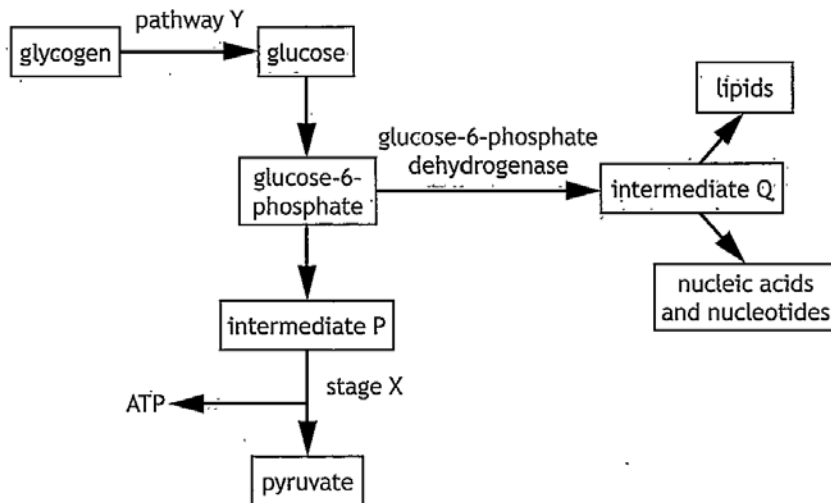 pathway Y
glycogen
glucose
lipids
glucose-6-phosphate
dehydrogenase
glucose-6-
phosphate
intermediate Q
nucleic acids
and nucleotides
intermediate P
stage X
ATP
pyruvate